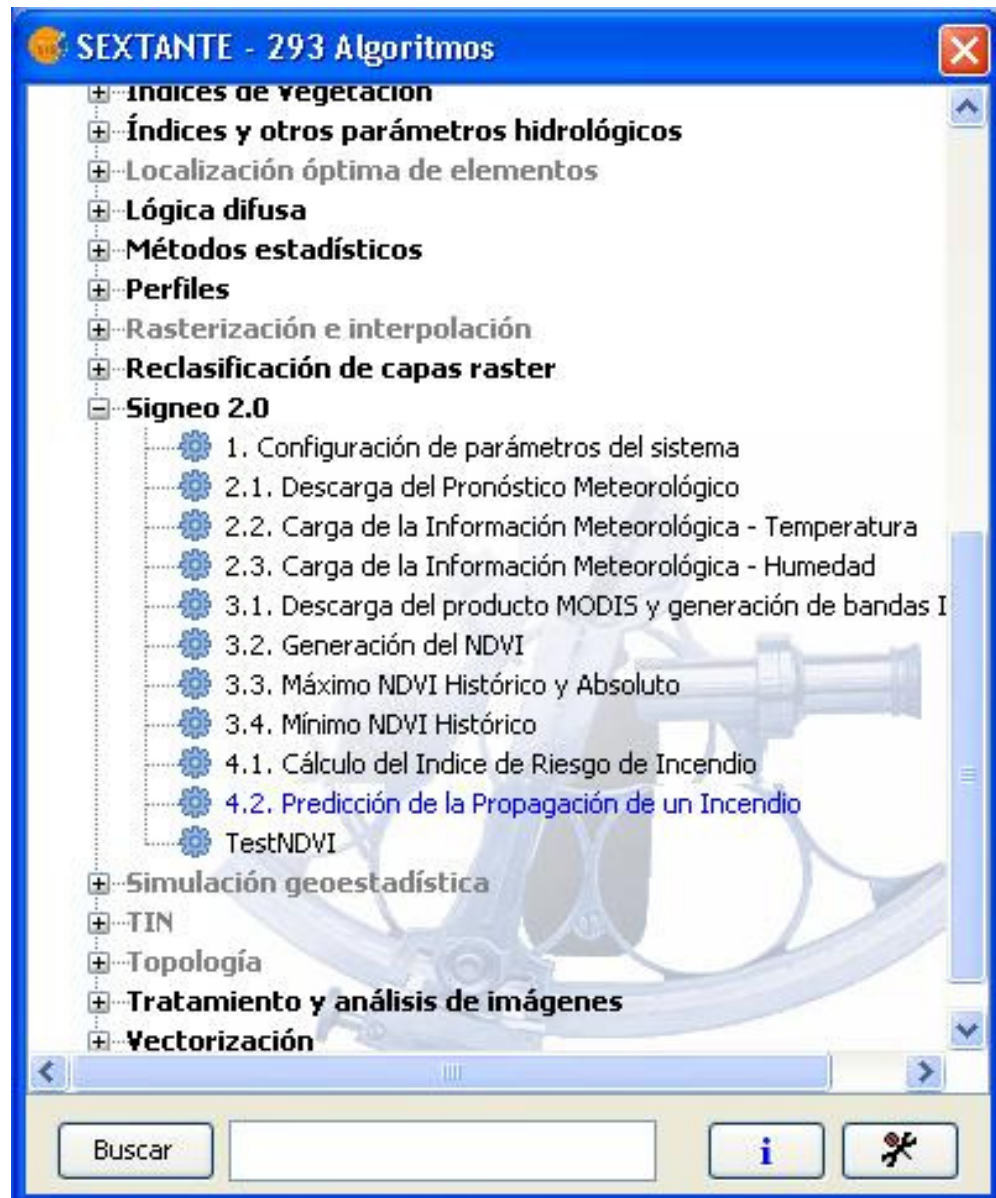 SEXTANTE - 293 Algoritmos
Indices de vegetación
Índices y otros parámetros hidrológicos
Localización óptima de elementos
Lógica difusa
Métodos estadísticos
Perfiles
Rasterización e interpolación
Reclasificación de capas raster
Signeo 2.0
1. Configuración de parámetros del sistema
2.1. Descarga del Pronóstico Meteorológico
2.2. Carga de la Información Meteorológica - Temperatura
2.3. Carga de la Información Meteorológica - Humedad
3.1. Descarga del producto MODIS y generación de bandas I
3.2. Generación del NDVI
3.3. Máximo NDVI Histórico y Absoluto
3.4. Mínimo NDVI Histórico
4.1. Cálculo del Indice de Riesgo de Incendio
4.2. Predicción de la Propagación de un Incendio
TestNDVI
Simulación geoestadística
TIN
Topología
Tratamiento y análisis de imágenes
Vectorización
Buscar
i